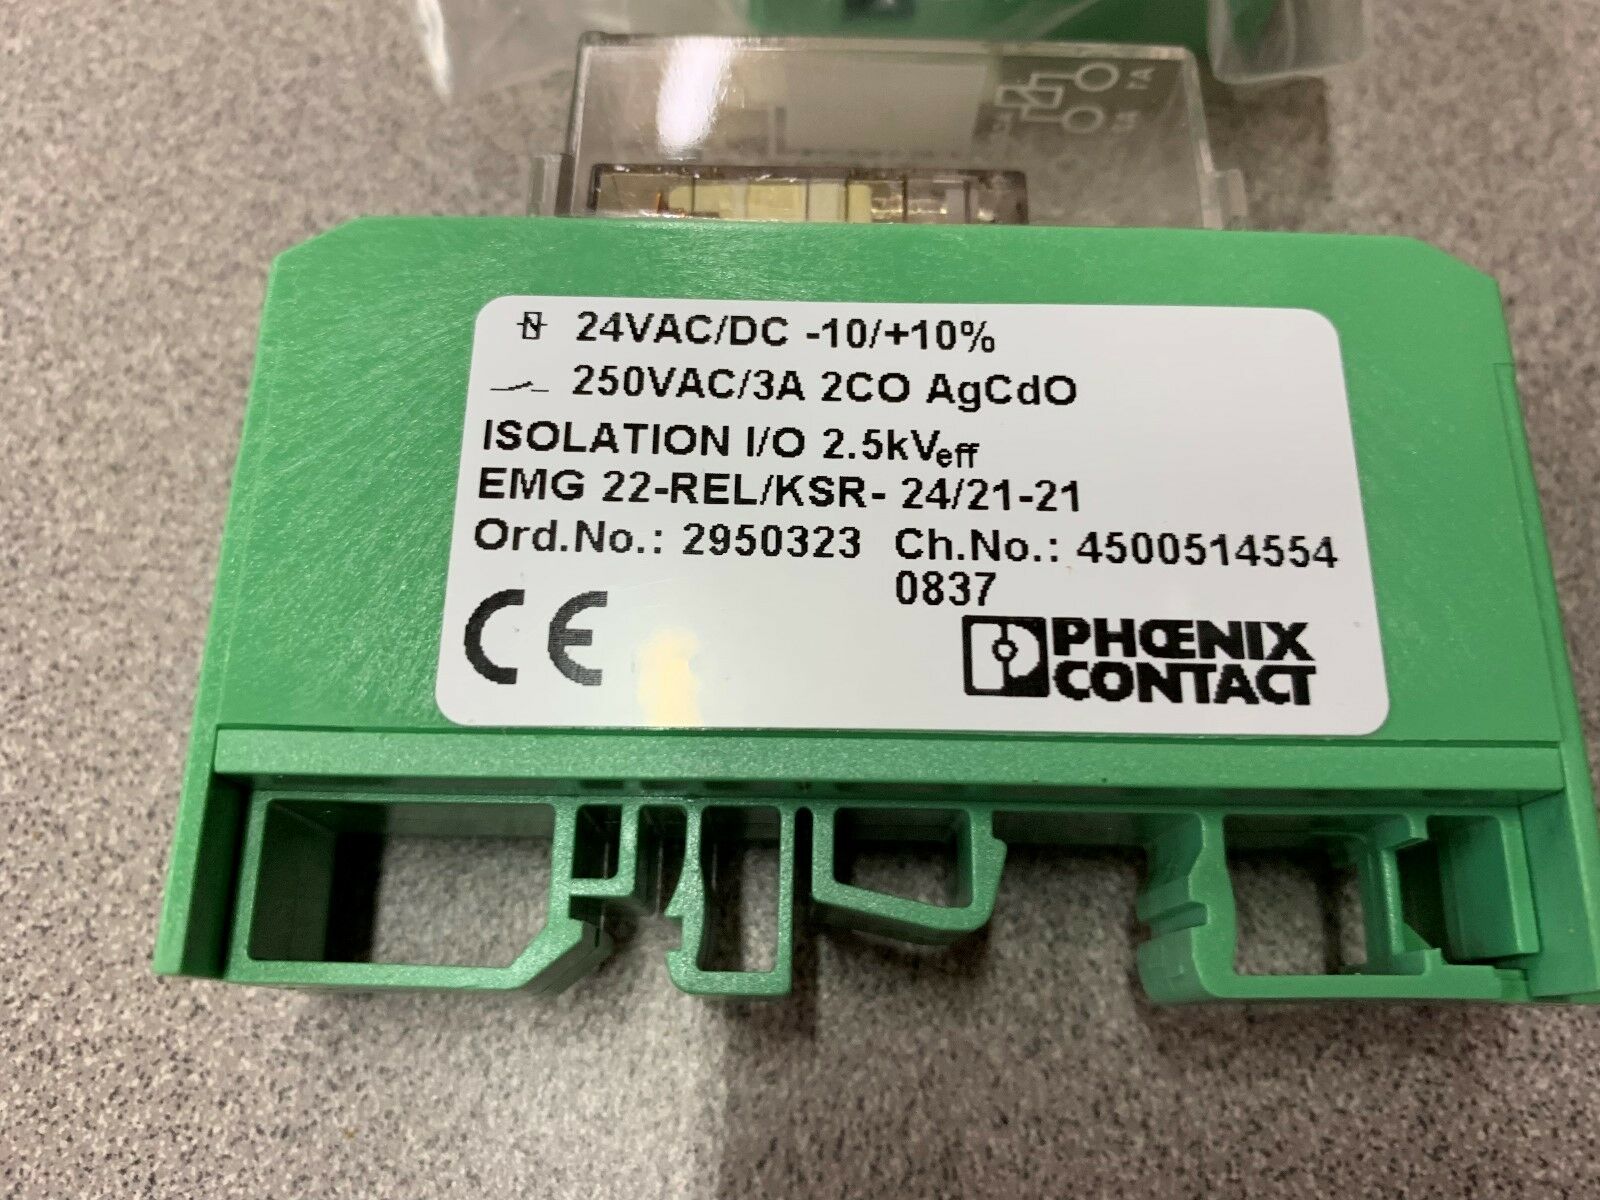 24VAC/DC -10/+10%
250VAC/3A 2CO AgCdO
ISOLATION I/O 2.5kVeff
EMG 22-REL/KSR- 24/21-21
Ord.No.: 2950323 Ch.No.: 4500514554
0837
CE
PHŒNIX
CONTACT